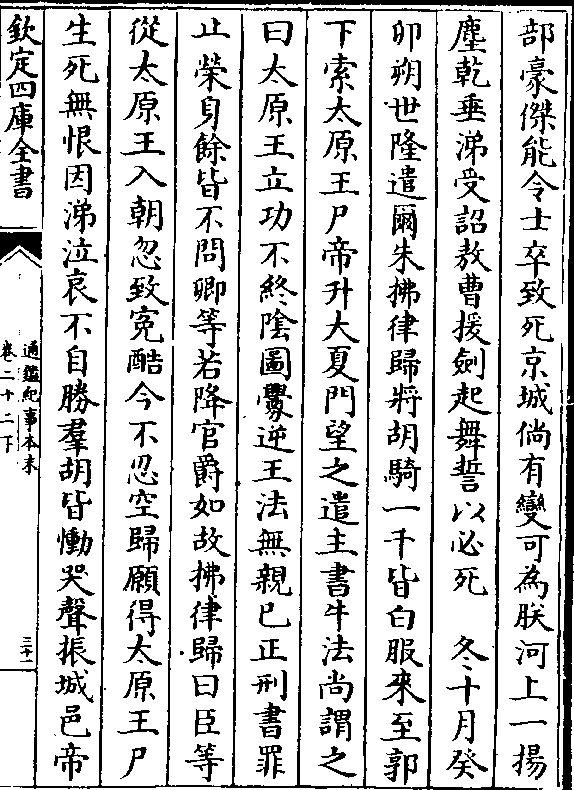 部豪傑能令士卒致死京城倘有變可為朕河上一揚
塵乾垂涕受詔敖曹援劍起舞誓以必死　冬十月癸
卯朔世隆遣爾朱拂律歸將胡騎一千皆白服來至郭
下索太原王尸帝升大夏門望之遣主書牛法尚謂之
曰太原王立功不終陰圖釁逆王法無親已正刑書罪
止榮身餘皆不問卿等若降官爵如故拂律歸曰臣等
從太原王入朝忽致寃酷今不忍空歸願得太原王尸
生死無恨因涕泣哀不自勝羣胡皆慟哭聲振城邑帝
欽定四庫全書
通鑑紀事本末
卷二十二下
三十一